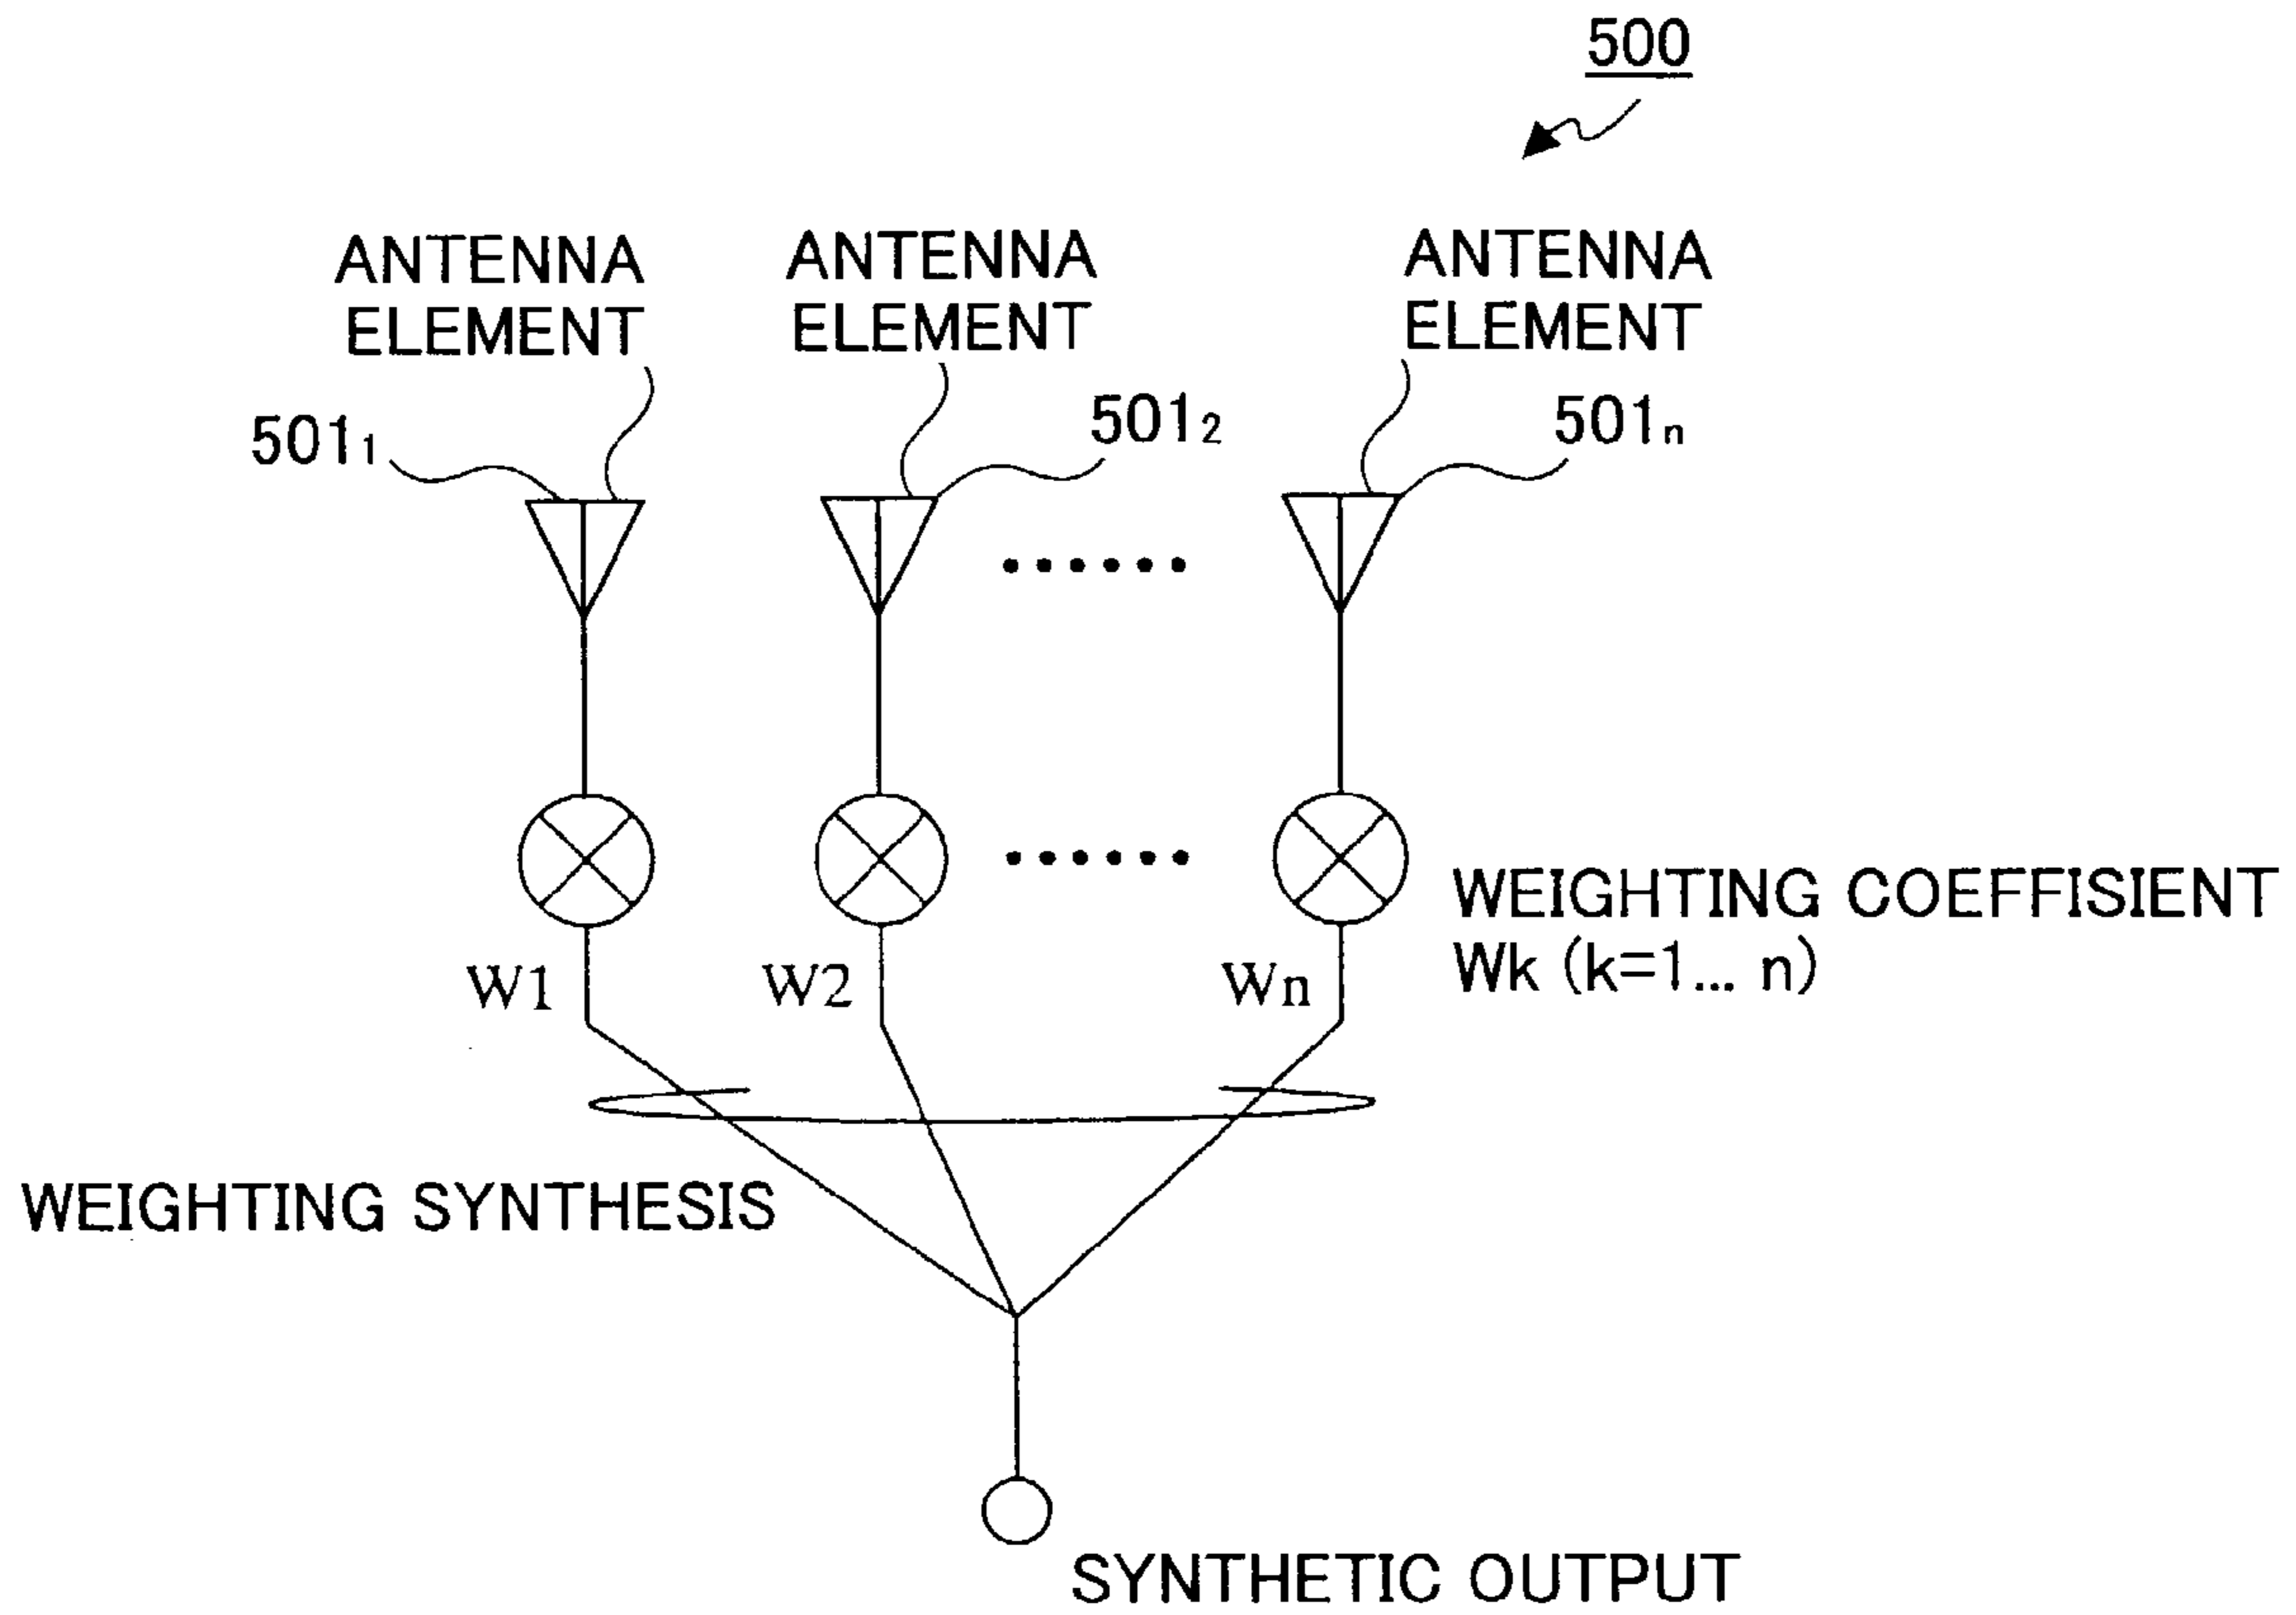 500
ANTENNA
ELEMENT
ANTENNA
ELEMENT
ANTENNA
ELEMENT
501₁
501₂
501ₙ
WEIGHTING COEFFISIENT
Wk (k=1... n)
W1
W2
Wn
WEIGHTING SYNTHESIS
SYNTHETIC OUTPUT